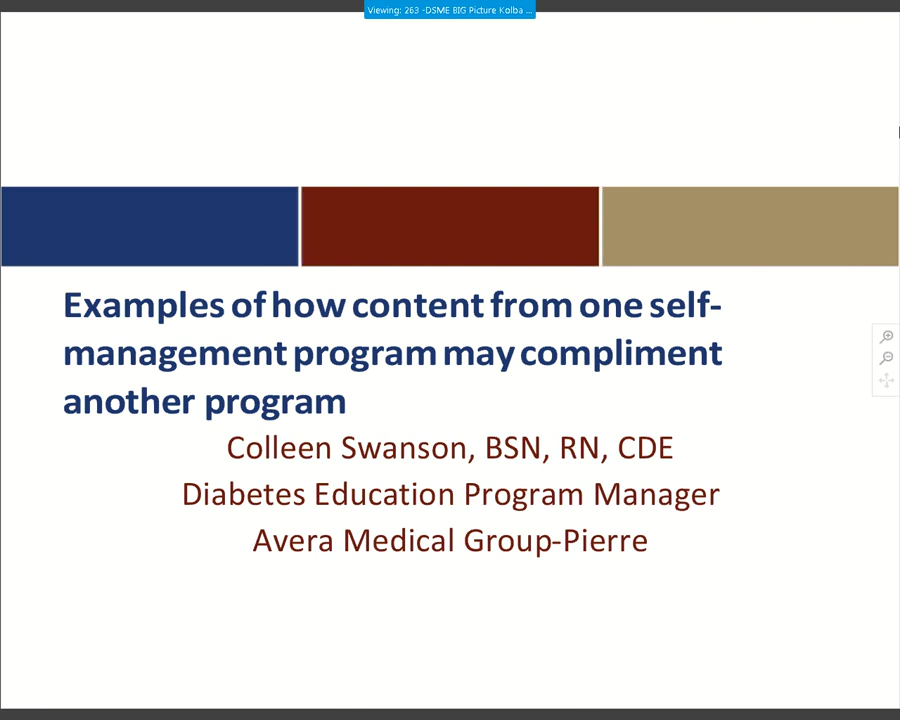 Viewing: 263 -DSME BIG Picture Kolba ...
Examples of how content from one self-
management program may compliment
another program
Colleen Swanson, BSN, RN, CDE
Diabetes Education Program Manager
Avera Medical Group-Pierre